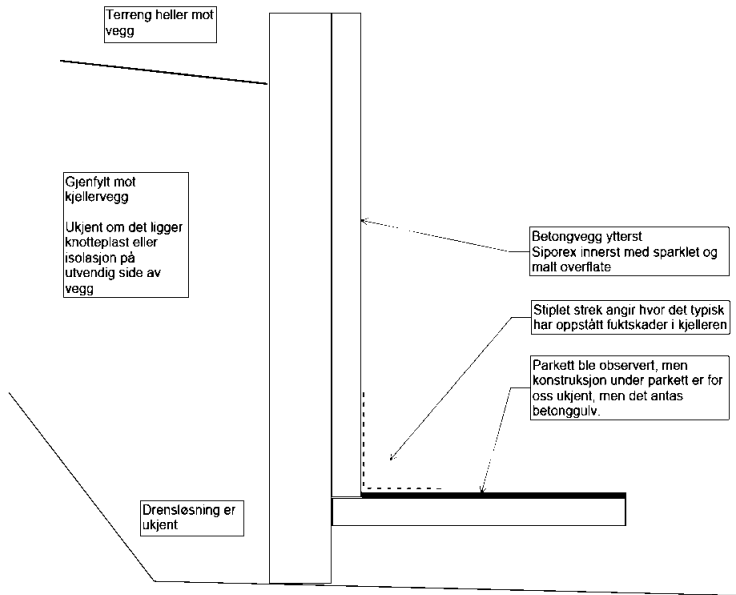 Terreng heller mot
vegg
Gjenfylt mot
kjellervegg
Ukjent om det ligger
knotteplast eller
isolasjon på
utvendig side av
vegg
Betongvegg ytterst
Siporex innerst med sparklet og
malt overflate
Stiplet strek angir hvor det typisk
har oppstått fuktskader i kjelleren
Parkett ble observert, men
konstruksjon under parkett er for
oss ukjent, men det antas
betonggulv.
Drensløsning er
ukjent